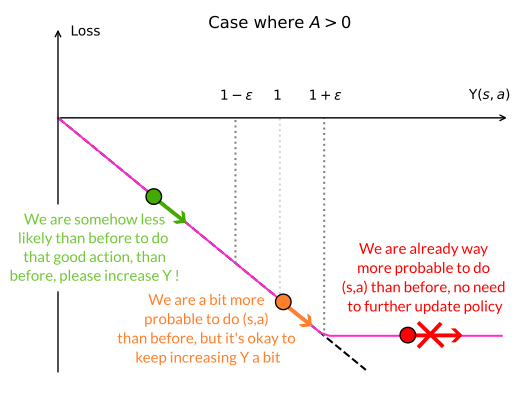 Case where A > 0
Loss
1 − ε 1 1 + ε Y(s, a)
We are somehow less
likely than before to do
that good action, than
before, please increase Y !
We are a bit more
probable to do (s,a)
than before, but it's okay to
keep increasing Y a bit
We are already way
more probable to do
(s,a) than before, no need
to further update policy